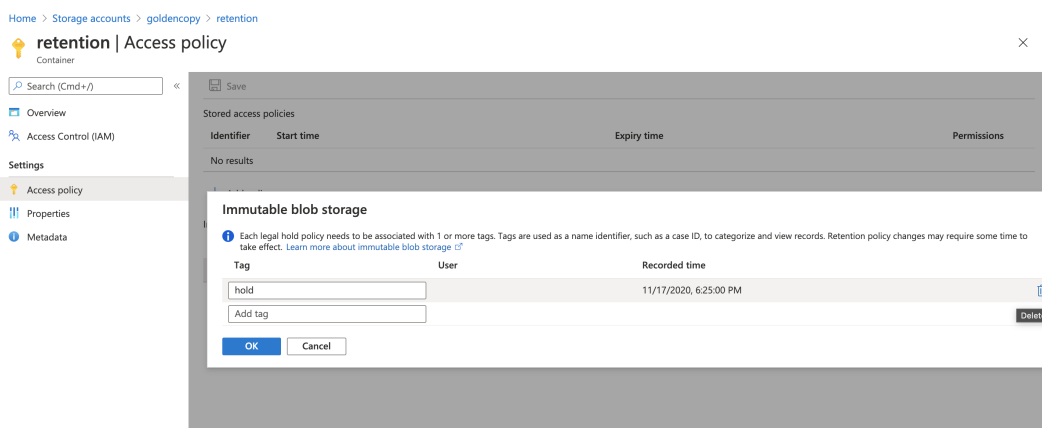 Home > Storage accounts > goldencopy > retention
retention | Access policy
Container
Search (Cmd+/)
«
Save
Overview
Access Control (IAM)
Settings
Access policy
Properties
Metadata
Stored access policies
Identifier Start time Expiry time Permissions
No results
Immutable blob storage
Each legal hold policy needs to be associated with 1 or more tags. Tags are used as a name identifier, such as a case ID, to categorize and view records. Retention policy changes may require some time to
take effect. Learn more about immutable blob storage
Tag User Recorded time
hold 11/17/2020, 6:25:00 PM
Add tag
Delete
OK Cancel